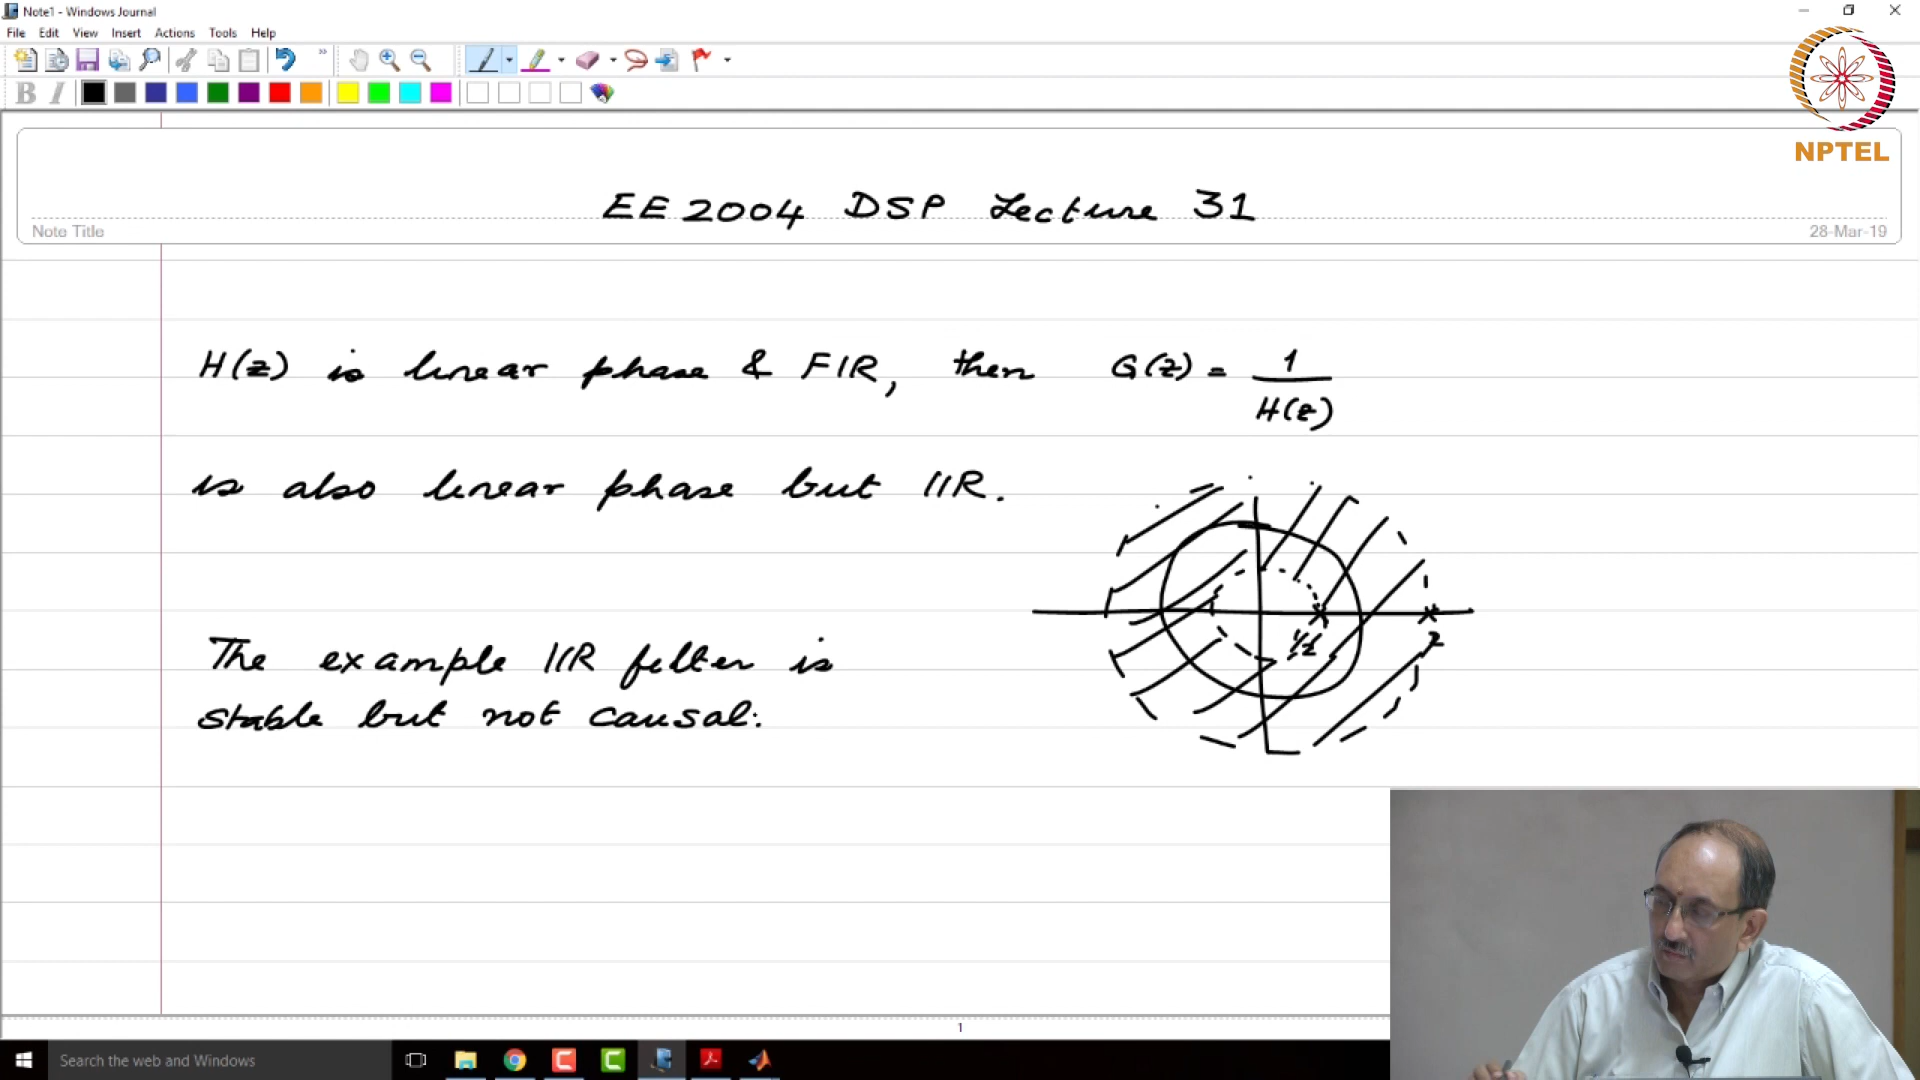 Note1 - Windows Journal
File Edit View Insert Actions Tools Help
B I
NPTEL
EE2004 DSP Lecture 31
Note Title
28-Mar-19
H(z) is linear phase & FIR, then G(z) = 1
H(z)
is also linear phase but IIR.
1/2
2
The example IIR filter is
stable but not causal.
1
Search the web and Windows